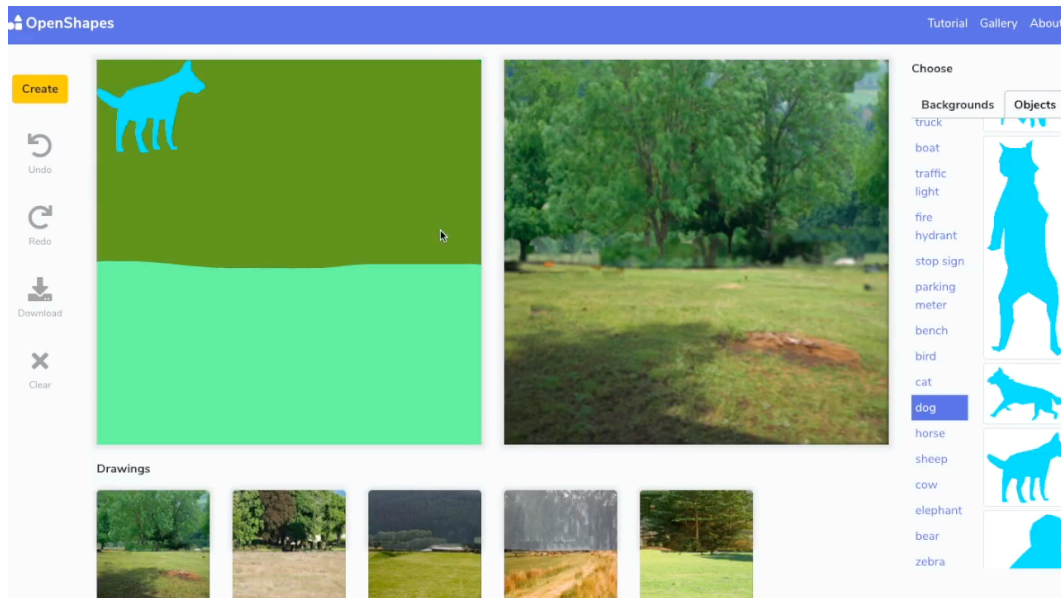 OpenShapes
Tutorial Gallery About
Create
Undo
Redo
Download
Clear
Choose
Backgrounds Objects
truck
boat
traffic
light
fire
hydrant
stop sign
parking
meter
bench
bird
cat
dog
horse
sheep
cow
elephant
bear
zebra
Drawings